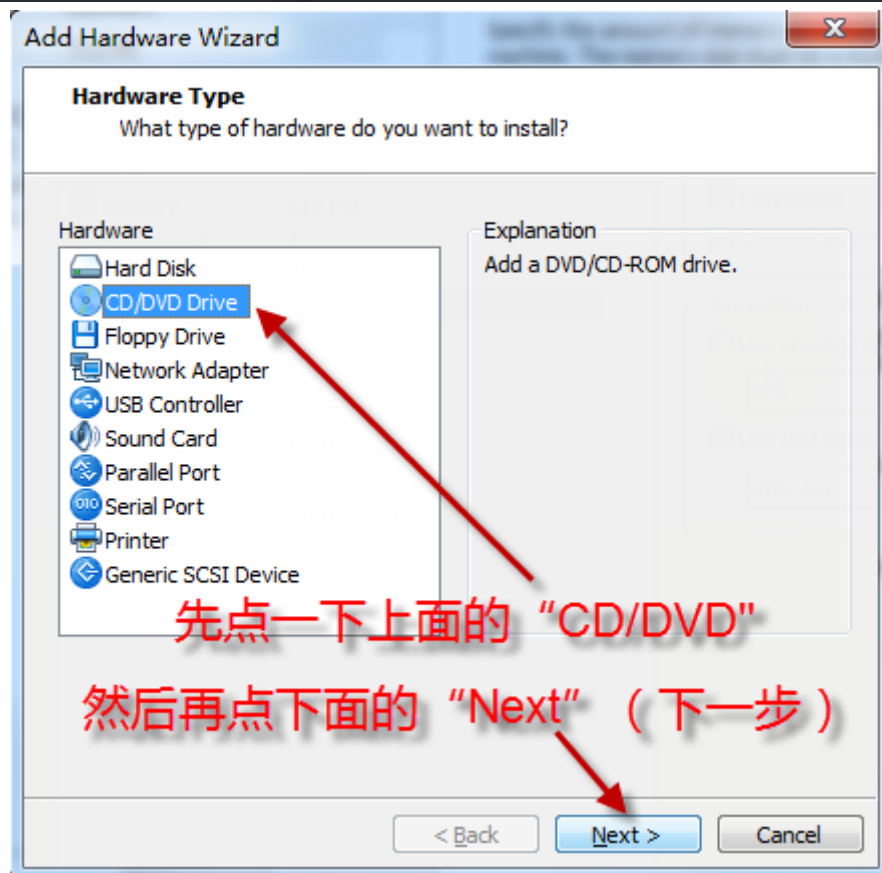 Add Hardware Wizard
Hardware Type
What type of hardware do you want to install?
Hardware
Explanation
Hard Disk
Add a DVD/CD-ROM drive.
CD/DVD Drive
Floppy Drive
Network Adapter
USB Controller
Sound Card
Parallel Port
Serial Port
Printer
Generic SCSI Device
先点一下上面的“CD/DVD"
然后再点下面的“Next”（下一步）
< Back
Next >
Cancel